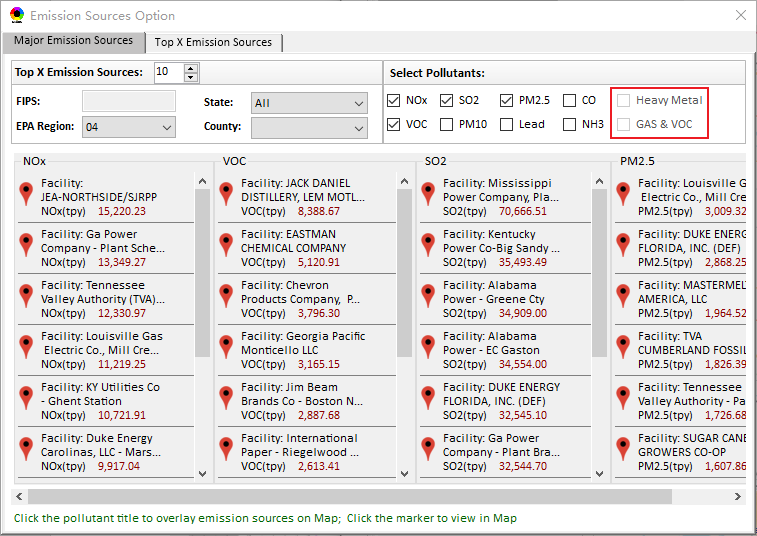 Emission Sources Option
Major Emission Sources
Top X Emission Sources
Top X Emission Sources: 10
FIPS:
State: All
EPA Region: 04
County:
Select Pollutants:
NOx SO2 PM2.5 CO Heavy Metal
VOC PM10 Lead NH3 GAS & VOC
NOx
Facility:
JEA-NORTHSIDE/SJRPP
NOx(tpy) 15,220.23
Facility: Ga Power
Company - Plant Sche...
NOx(tpy) 13,349.27
Facility: Tennessee
Valley Authority (TVA)...
NOx(tpy) 12,330.97
Facility: Louisville Gas
Electric Co., Mill Cre...
NOx(tpy) 11,219.25
Facility: KY Utilities Co
- Ghent Station
NOx(tpy) 10,721.91
Facility: Duke Energy
Carolinas, LLC - Mars...
NOx(tpy) 9,917.04
VOC
Facility: JACK DANIEL
DISTILLERY, LEM MOTL...
VOC(tpy) 8,388.67
Facility: EASTMAN
CHEMICAL COMPANY
VOC(tpy) 5,120.91
Facility: Chevron
Products Company, P...
VOC(tpy) 3,796.30
Facility: Georgia Pacific
Monticello LLC
VOC(tpy) 3,165.15
Facility: Jim Beam
Brands Co - Boston N...
VOC(tpy) 2,887.68
Facility: International
Paper - Riegelwood ...
VOC(tpy) 2,613.41
SO2
Facility: Mississippi
Power Company, Pla...
SO2(tpy) 70,666.51
Facility: Kentucky
Power Co-Big Sandy ...
SO2(tpy) 35,493.49
Facility: Alabama
Power - Greene Cty
SO2(tpy) 34,909.00
Facility: Alabama
Power - EC Gaston
SO2(tpy) 34,554.00
Facility: DUKE ENERGY
FLORIDA, INC. (DEF)
SO2(tpy) 32,545.10
Facility: Ga Power
Company - Plant Bra...
SO2(tpy) 32,544.70
PM2.5
Facility: Louisville G
Electric Co., Mill Cre
PM2.5(tpy) 3,009.32
Facility: DUKE ENER
FLORIDA, INC. (DEF)
PM2.5(tpy) 2,868.25
Facility: MASTERMEL
AMERICA, LLC
PM2.5(tpy) 1,964.52
Facility: TVA
CUMBERLAND FOSSIL
PM2.5(tpy) 1,826.39
Facility: Tennessee
Valley Authority - Pa
PM2.5(tpy) 1,726.68
Facility: SUGAR CANE
GROWERS CO-OP
PM2.5(tpy) 1,607.86
Click the pollutant title to overlay emission sources on Map; Click the marker to view in Map